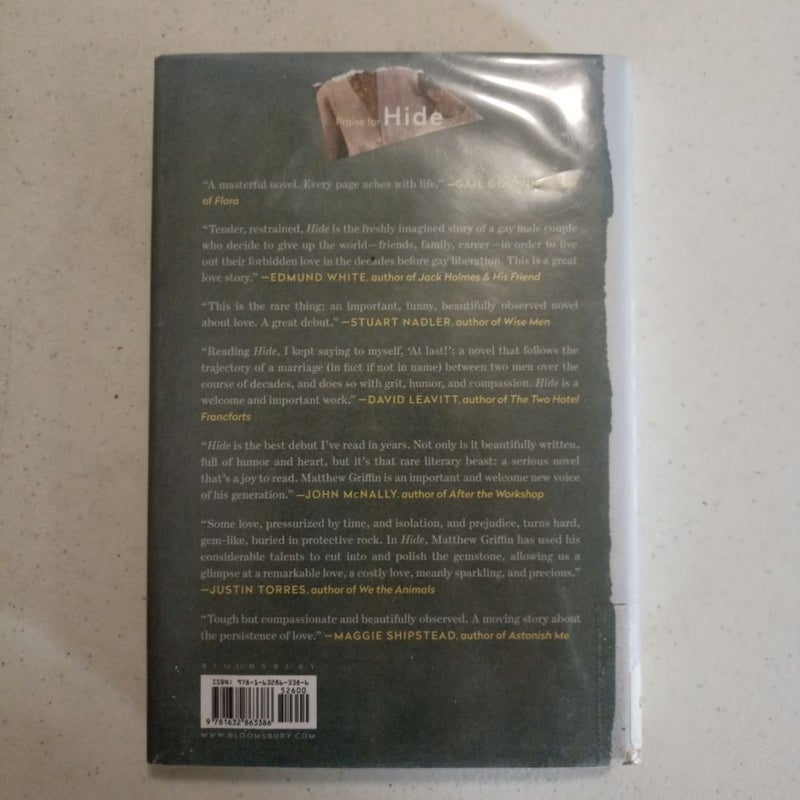 Praise for Hide
“A masterful novel. Every page aches with life.” —GAIL
of Flora
“Tender, restrained, Hide is the freshly imagined story of a gay male couple
who decide to give up the world—friends, family, career—in order to live
out their forbidden love in the decades before gay liberation. This is a great
love story.” —EDMUND WHITE, author of Jack Holmes & His Friend
“This is the rare thing: an important, funny, beautifully observed novel
about love. A great debut.” —STUART NADLER, author of Wise Men
“Reading Hide, I kept saying to myself, ‘At last!’: a novel that follows the
trajectory of a marriage (in fact if not in name) between two men over the
course of decades, and does so with grit, humor, and compassion. Hide is a
welcome and important work.” —DAVID LEAVITT, author of The Two Hotel
Francforts
“Hide is the best debut I’ve read in years. Not only is it beautifully written,
full of humor and heart, but it’s that rare literary beast: a serious novel
that’s a joy to read. Matthew Griffin is an important and welcome new voice
of his generation.” —JOHN McNALLY, author of After the Workshop
“Some love, pressurized by time, and isolation, and prejudice, turns hard,
gem-like, buried in protective rock. In Hide, Matthew Griffin has used his
considerable talents to cut into and polish the gemstone, allowing us a
glimpse at a remarkable love, a costly love, meanly sparkling, and precious.”
—JUSTIN TORRES, author of We the Animals
“Tough but compassionate and beautifully observed. A moving story about
the persistence of love.” —MAGGIE SHIPSTEAD, author of Astonish Me
BLOOMSBURY
ISBN: 978-1-63286-338-6
52600
9 781632 863386
WWW.BLOOMSBURY.COM